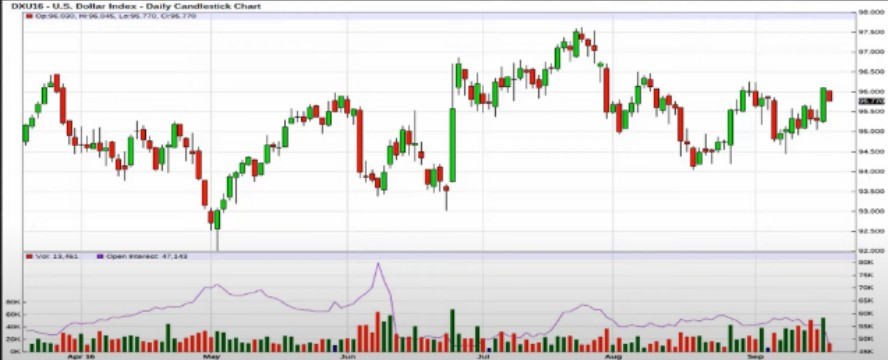 DXU16 - U.S. Dollar Index - Daily Candlestick Chart
Op:96.030, Hi:96.045, Lo:95.770, Cl:95.770
98.000
97.500
97.000
96.500
96.000
95.770
95.500
95.000
94.500
94.000
93.500
93.000
92.500
92.000
Vol: 13,461 Open Interest: 47,143
80K
75K
70K
65K
80K 60K
60K 55K
40K 50K
20K 45K
0K
Apr 16 May Jun Jul Aug Sep